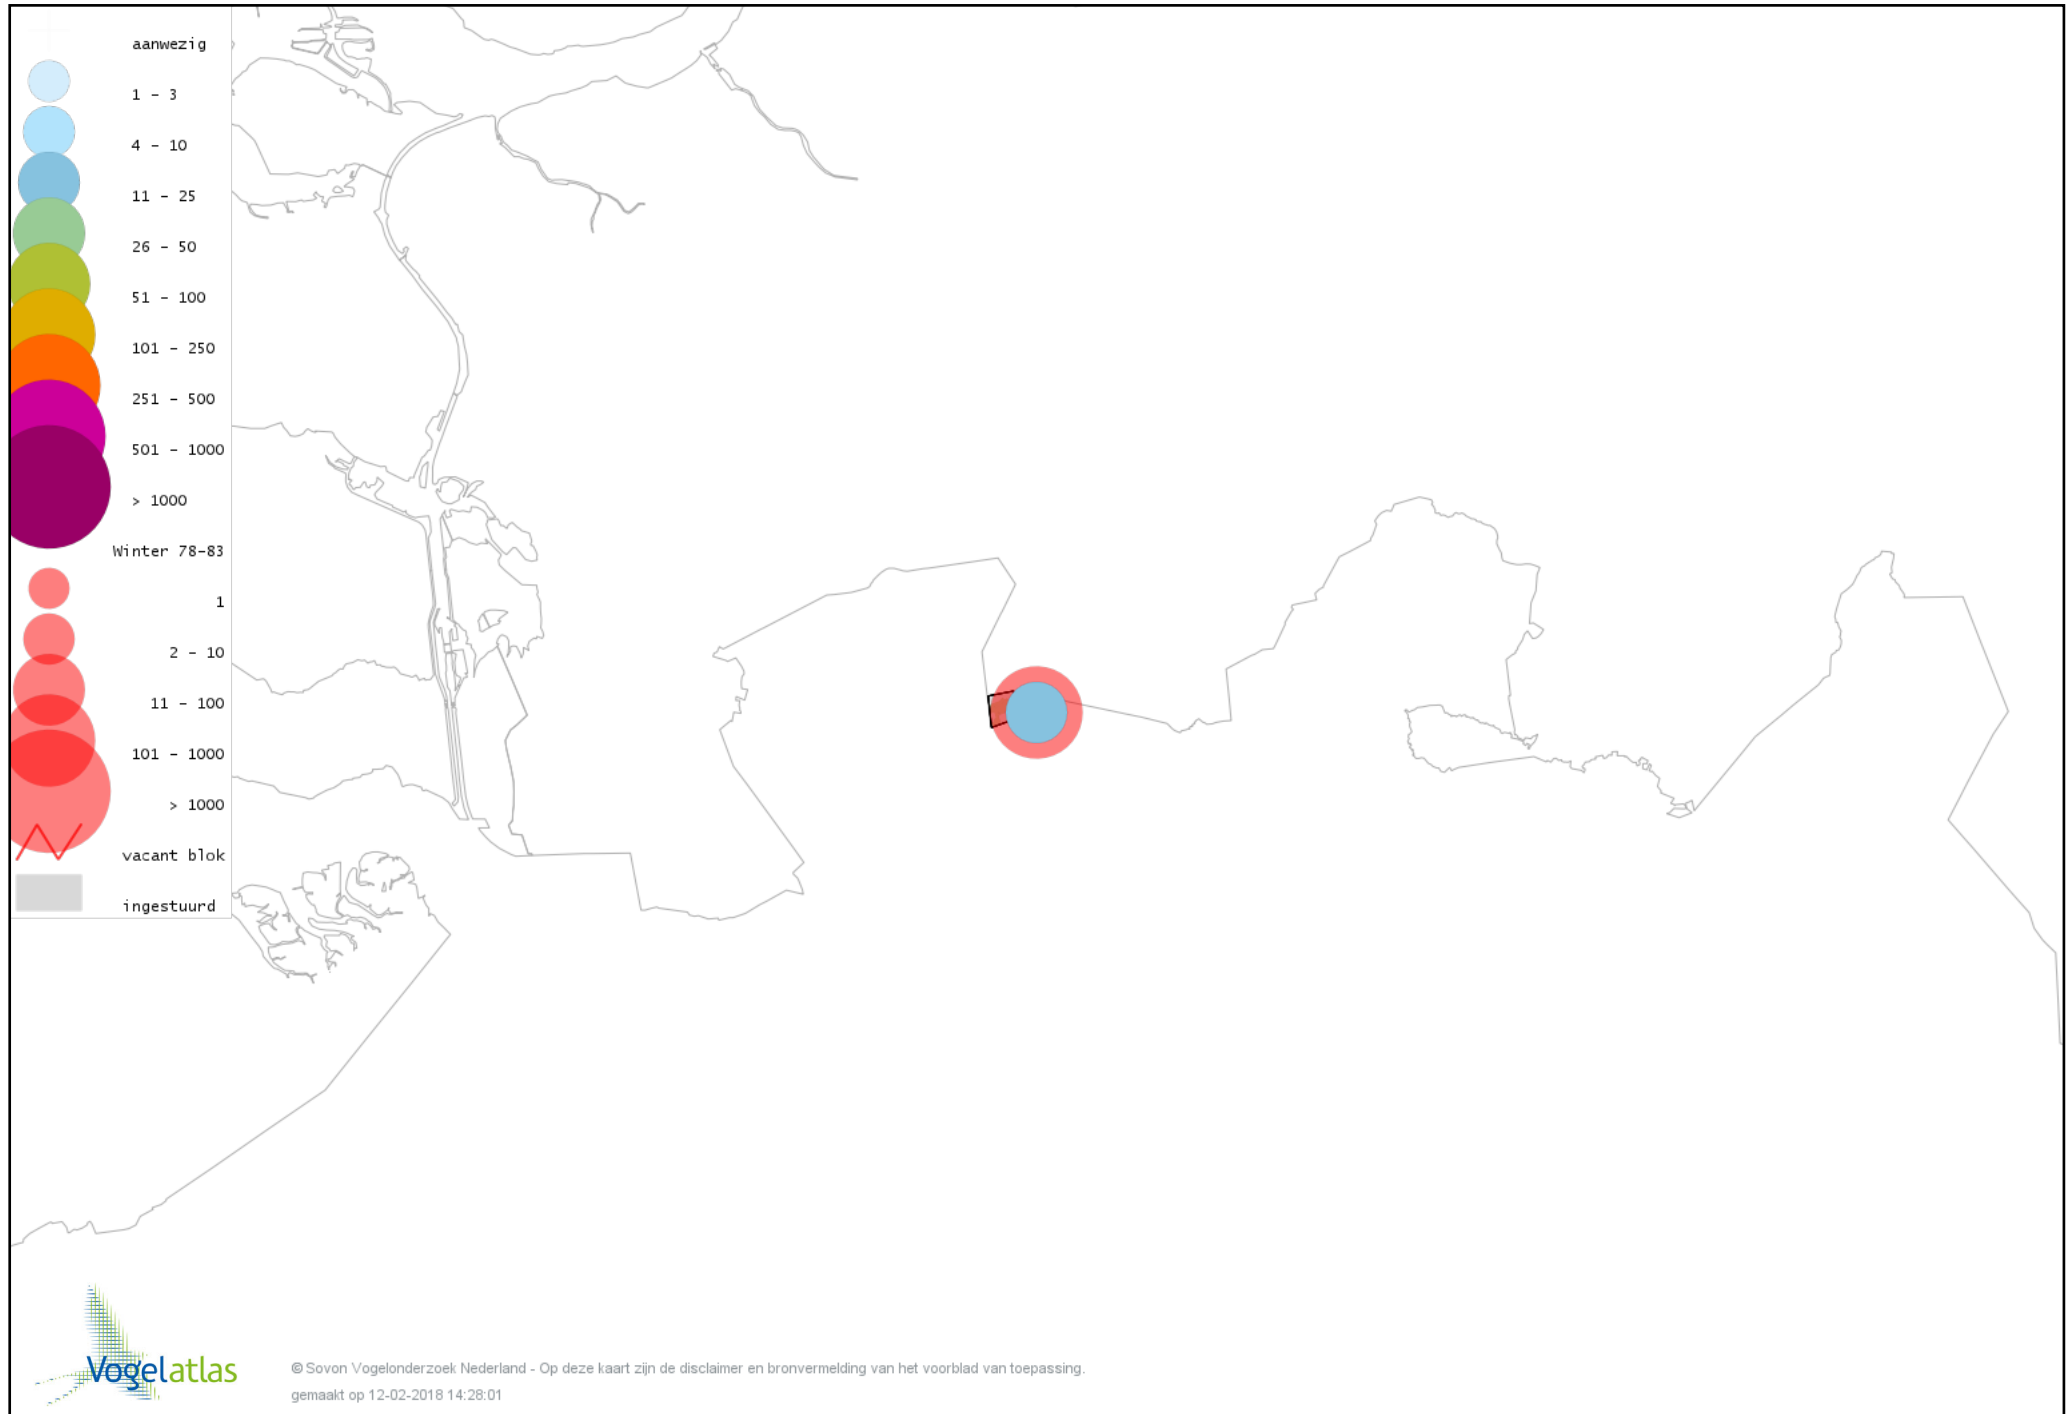 aanwezig
1 - 3
4 - 10
11 - 25
26 - 50
51 - 100
101 - 250
251 - 500
501 - 1000
> 1000
Winter 78-83
1
2 - 10
11 - 100
101 - 1000
> 1000
vacant blok
ingestuurd
Vogelatlas
© Sovon Vogelonderzoek Nederland - Op deze kaart zijn de disclaimer en bronvermelding van het voorblad van toepassing.
gemaakt op 12-02-2018 14:28:01